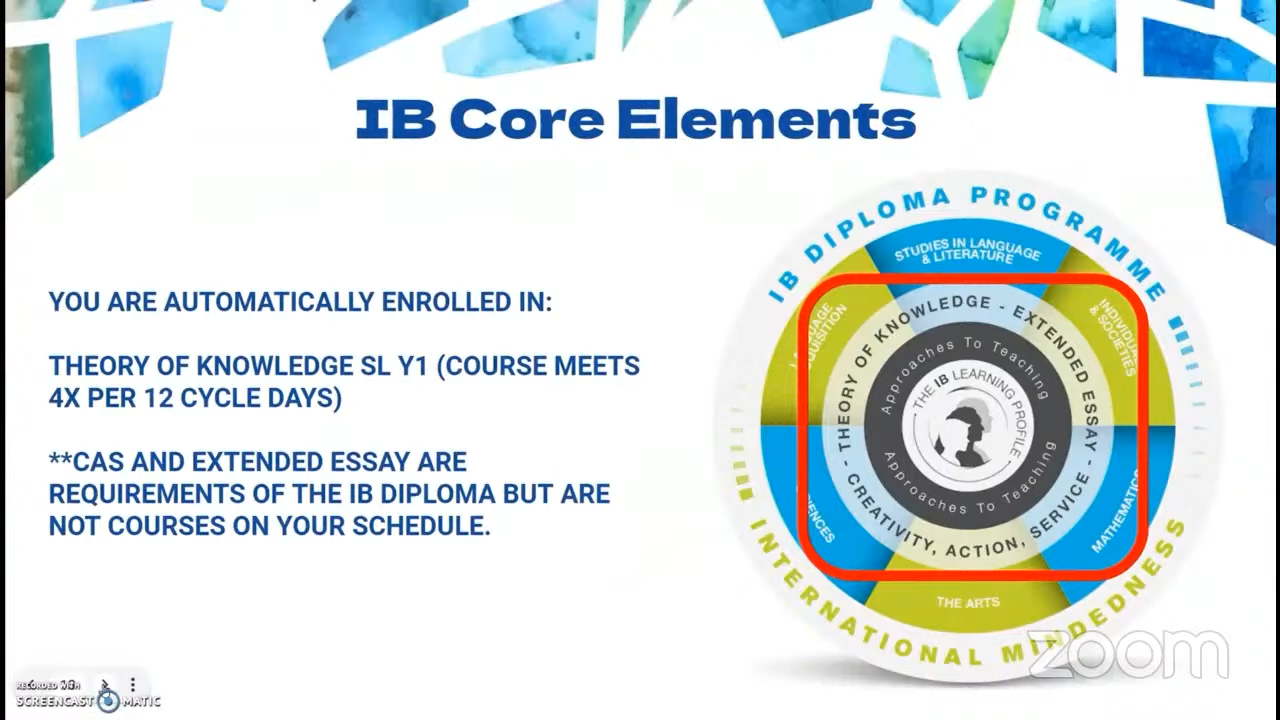 IB Core Elements
YOU ARE AUTOMATICALLY ENROLLED IN:
THEORY OF KNOWLEDGE SL Y1 (COURSE MEETS
4X PER 12 CYCLE DAYS)
**CAS AND EXTENDED ESSAY ARE
REQUIREMENTS OF THE IB DIPLOMA BUT ARE
NOT COURSES ON YOUR SCHEDULE.
IB DIPLOMA PROGRAMME
STUDIES IN LANGUAGE
& LITERATURE
& SOCIETIES
THEORY OF KNOWLEDGE - EXTENDED ESSAY -
Approaches To Teaching
THE IB LEARNING PROFILE
Approaches To Teaching
- CREATIVITY, ACTION, SERVICE
THE ARTS
INTERNATIONAL MINDEDNESS
zoom
RECORDED WITH
SCREENCAST MATIC